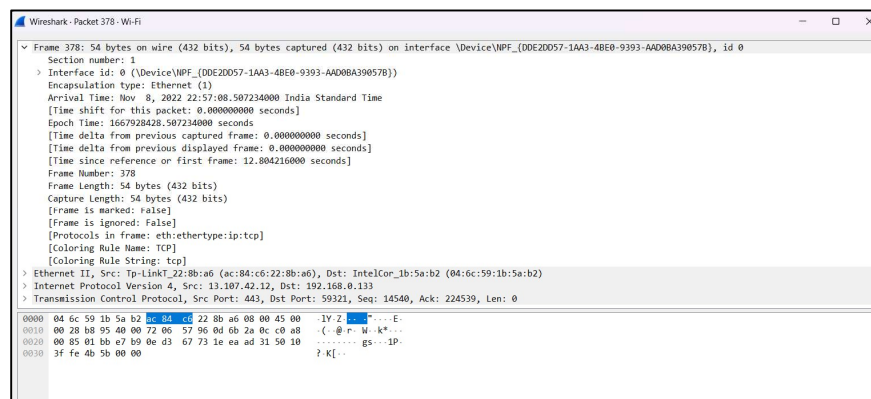 Wireshark · Packet 378 · Wi-Fi
Frame 378: 54 bytes on wire (432 bits), 54 bytes captured (432 bits) on interface \Device\NPF_{DDE2DD57-1AA3-4BE0-9393-AAD0BA39057B}, id 0
Section number: 1
Interface id: 0 (\Device\NPF_{DDE2DD57-1AA3-4BE0-9393-AAD0BA39057B})
Encapsulation type: Ethernet (1)
Arrival Time: Nov  8, 2022 22:57:08.507234000 India Standard Time
[Time shift for this packet: 0.000000000 seconds]
Epoch Time: 1667928428.507234000 seconds
[Time delta from previous captured frame: 0.000000000 seconds]
[Time delta from previous displayed frame: 0.000000000 seconds]
[Time since reference or first frame: 12.804216000 seconds]
Frame Number: 378
Frame Length: 54 bytes (432 bits)
Capture Length: 54 bytes (432 bits)
[Frame is marked: False]
[Frame is ignored: False]
[Protocols in frame: eth:ethertype:ip:tcp]
[Coloring Rule Name: TCP]
[Coloring Rule String: tcp]
Ethernet II, Src: Tp-LinkT_22:8b:a6 (ac:84:c6:22:8b:a6), Dst: IntelCor_1b:5a:b2 (04:6c:59:1b:5a:b2)
Internet Protocol Version 4, Src: 13.107.42.12, Dst: 192.168.0.133
Transmission Control Protocol, Src Port: 443, Dst Port: 59321, Seq: 14540, Ack: 224539, Len: 0
0000 04 6c 59 1b 5a b2 ac 84 c6 22 8b a6 08 00 45 00 ·lY·Z··· ·"····E·
0010 00 28 b8 95 40 00 72 06 57 96 0d 6b 2a 0c c0 a8 ·(··@·r· W··k*···
0020 00 85 01 bb e7 b9 0e d3 67 73 1e ea ad 31 50 10 ········ gs···1P·
0030 3f fe 4b 5b 00 00 ?·K[··